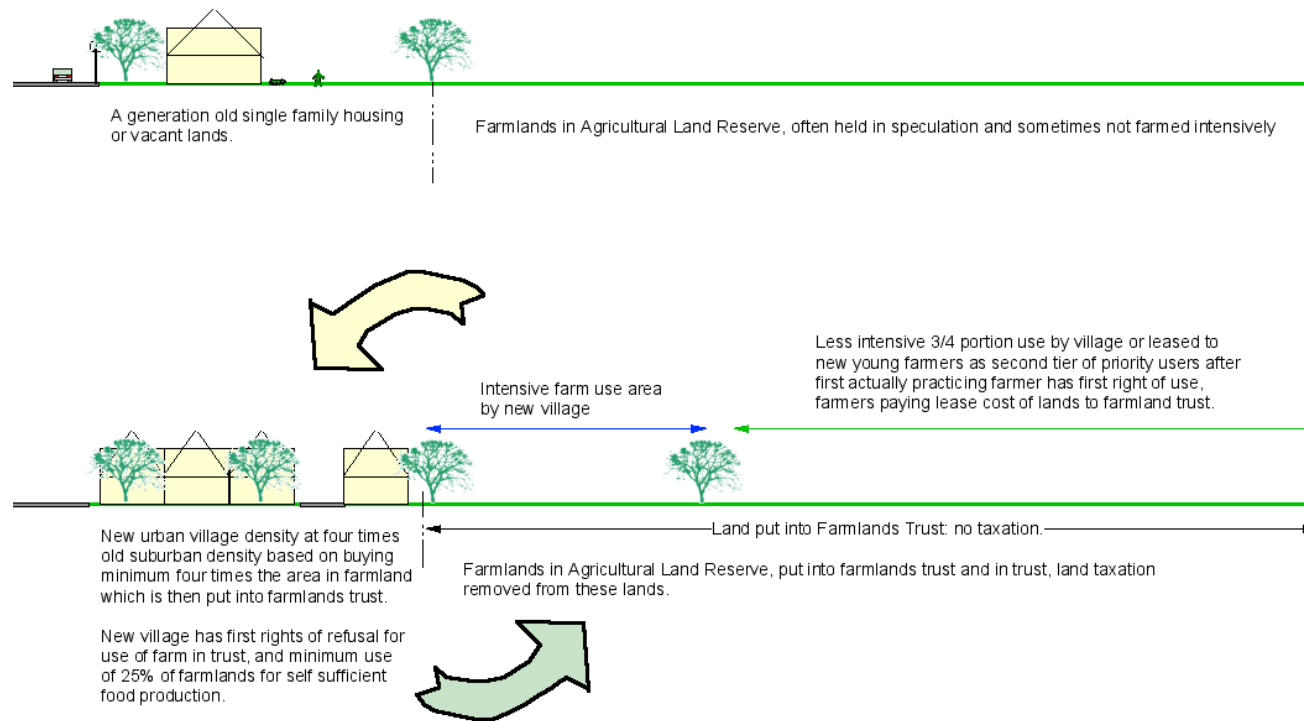 A generation old single family housing
or vacant lands.
Farmlands in Agricultural Land Reserve, often held in speculation and sometimes not farmed intensively
Less intensive 3/4 portion use by village or leased to
new young farmers as second tier of priority users after
first actually practicing farmer has first right of use,
farmers paying lease cost of lands to farmland trust.
Intensive farm use area
by new village
Land put into Farmlands Trust: no taxation.
New urban village density at four times
old suburban density based on buying
minimum four times the area in farmland
which is then put into farmlands trust.
Farmlands in Agricultural Land Reserve, put into farmlands trust and in trust, land taxation
removed from these lands.
New village has first rights of refusal for
use of farm in trust, and minimum use
of 25% of farmlands for self sufficient
food production.